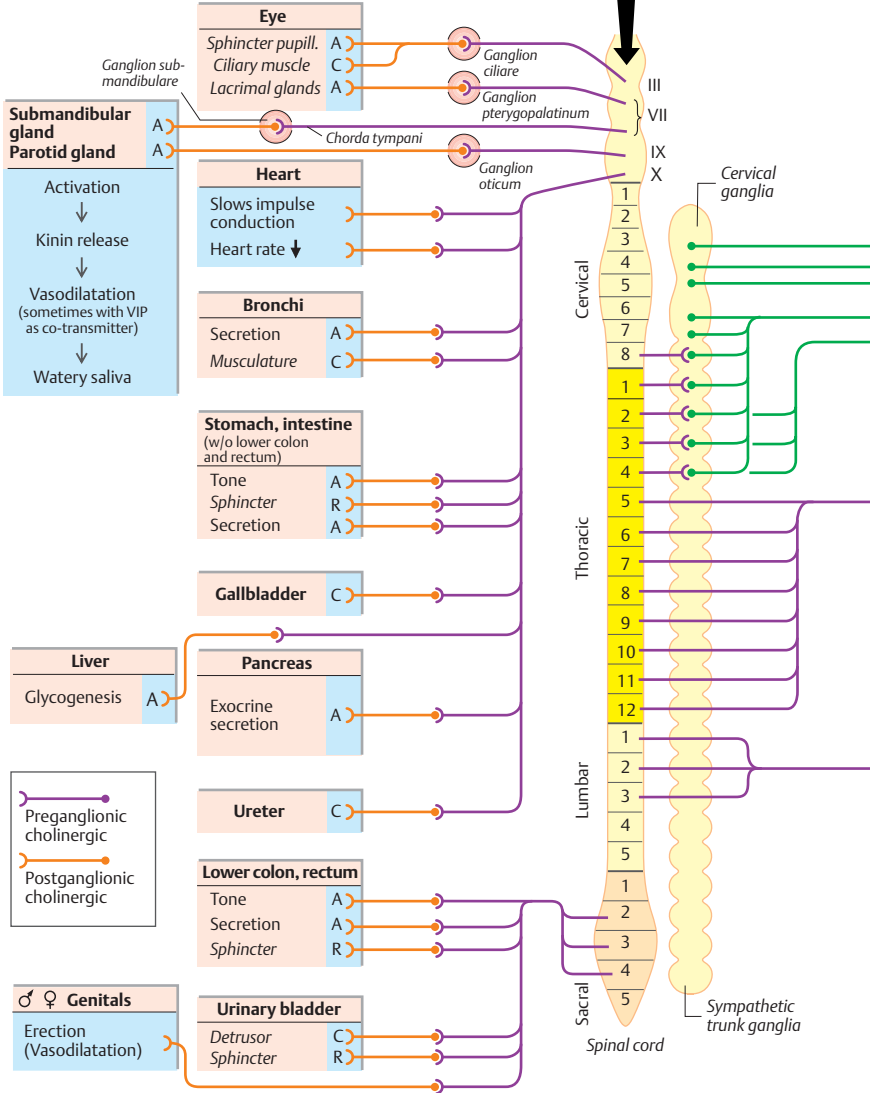 Eye
Sphincter pupill. A
Ciliary muscle C
Lacrimal glands A
Ganglion sub-
mandibulare
Ganglion
ciliare
Ganglion
pterygopalatinum
Chorda tympani
Ganglion
oticum
III
VII
IX
X
Submandibular
gland A
Parotid gland A
Activation
Kinin release
Vasodilatation
(sometimes with VIP
as co-transmitter)
Watery saliva
Heart
Slows impulse
conduction
Heart rate ↓
Bronchi
Secretion A
Musculature C
Stomach, intestine
(w/o lower colon
and rectum)
Tone A
Sphincter R
Secretion A
Gallbladder C
Liver
Glycogenesis A
Pancreas
Exocrine
secretion A
Ureter C
Preganglionic
cholinergic
Postganglionic
cholinergic
Lower colon, rectum
Tone A
Secretion A
Sphincter R
♂ ♀ Genitals
Erection
(Vasodilatation)
Urinary bladder
Detrusor C
Sphincter R
Cervical
1
2
3
4
5
6
7
8
Thoracic
1
2
3
4
5
6
7
8
9
10
11
12
Lumbar
1
2
3
4
5
Sacral
1
2
3
4
5
Spinal cord
Cervical
ganglia
Sympathetic
trunk ganglia